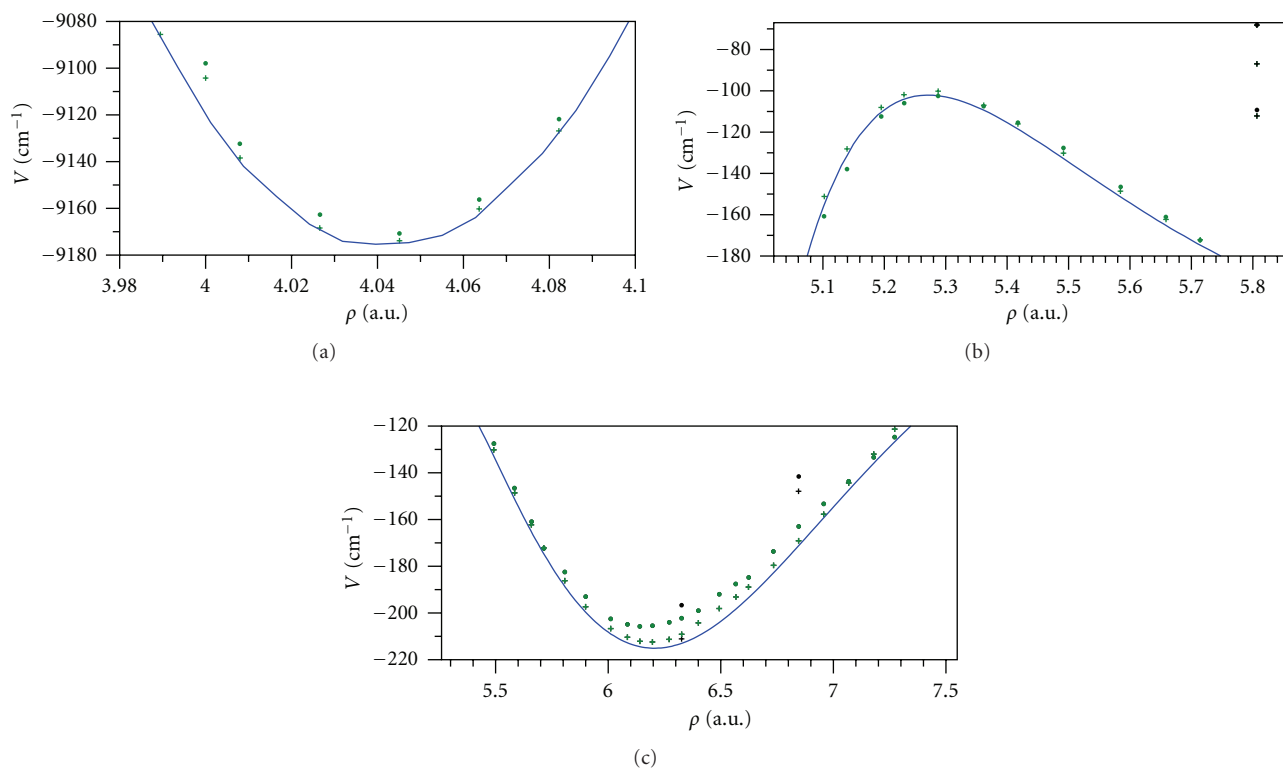 −9080
−9100
−9120
−9140
−9160
−9180
V (cm−1)
3.98 4 4.02 4.04 4.06 4.08 4.1
ρ (a.u.)
(a)
−80
−100
−120
−140
−160
−180
V (cm−1)
5.1 5.2 5.3 5.4 5.5 5.6 5.7 5.8
ρ (a.u.)
(b)
−120
−140
−160
−180
−200
−220
V (cm−1)
5.5 6 6.5 7 7.5
ρ (a.u.)
(c)